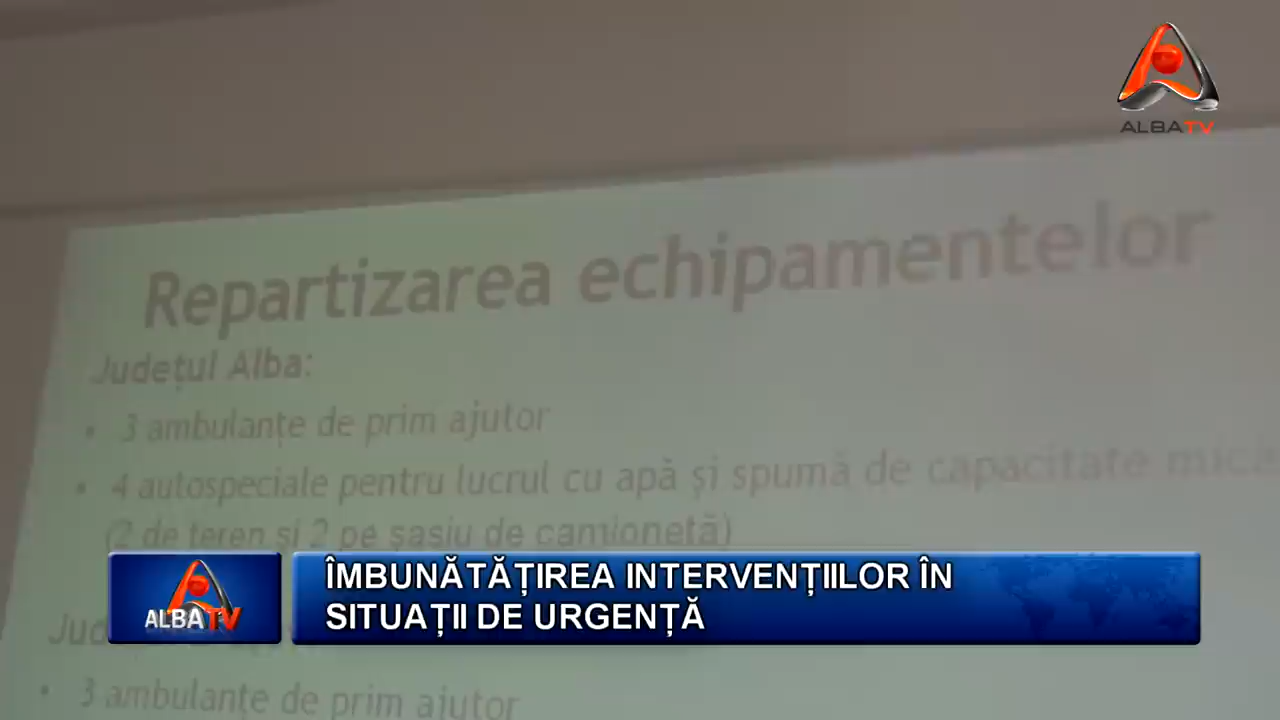 ALBATV
Repartizarea echipamentelor
Județul Alba:
• 3 ambulanțe de prim ajutor
• 4 autospeciale pentru lucrul cu apă și spumă de capacitate mică
(2 de teren și 2 pe șasiu de camionetă)
ÎMBUNĂTĂȚIREA INTERVENȚIILOR ÎN
SITUAȚII DE URGENȚĂ
ALBATV
• 3 ambulanțe de prim ajutor